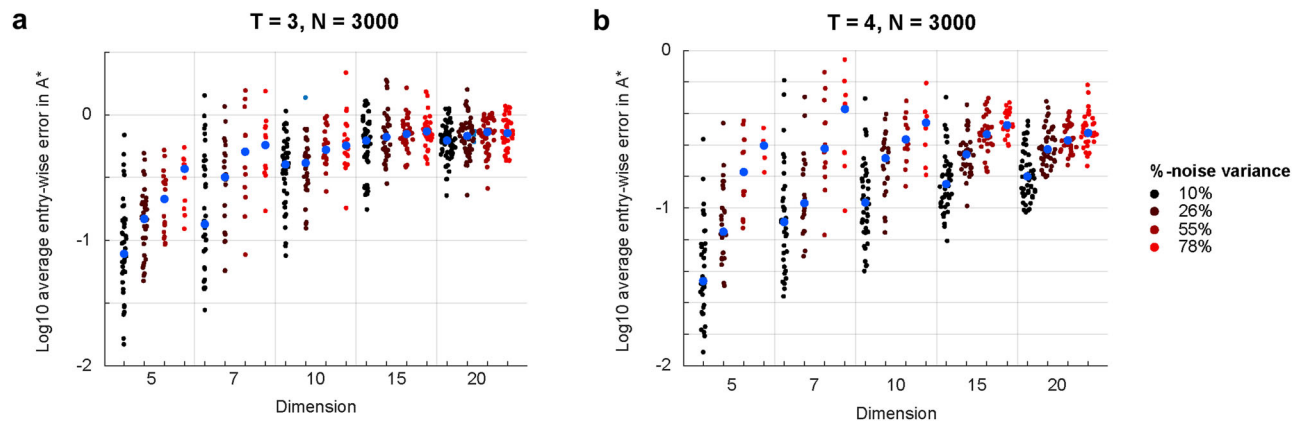 a
T = 3, N = 3000
Log10 average entry-wise error in A*
0
-1
-2
5 7 10 15 20
Dimension
b
T = 4, N = 3000
Log10 average entry-wise error in A*
0
-1
-2
5 7 10 15 20
Dimension
%-noise variance
10%
26%
55%
78%